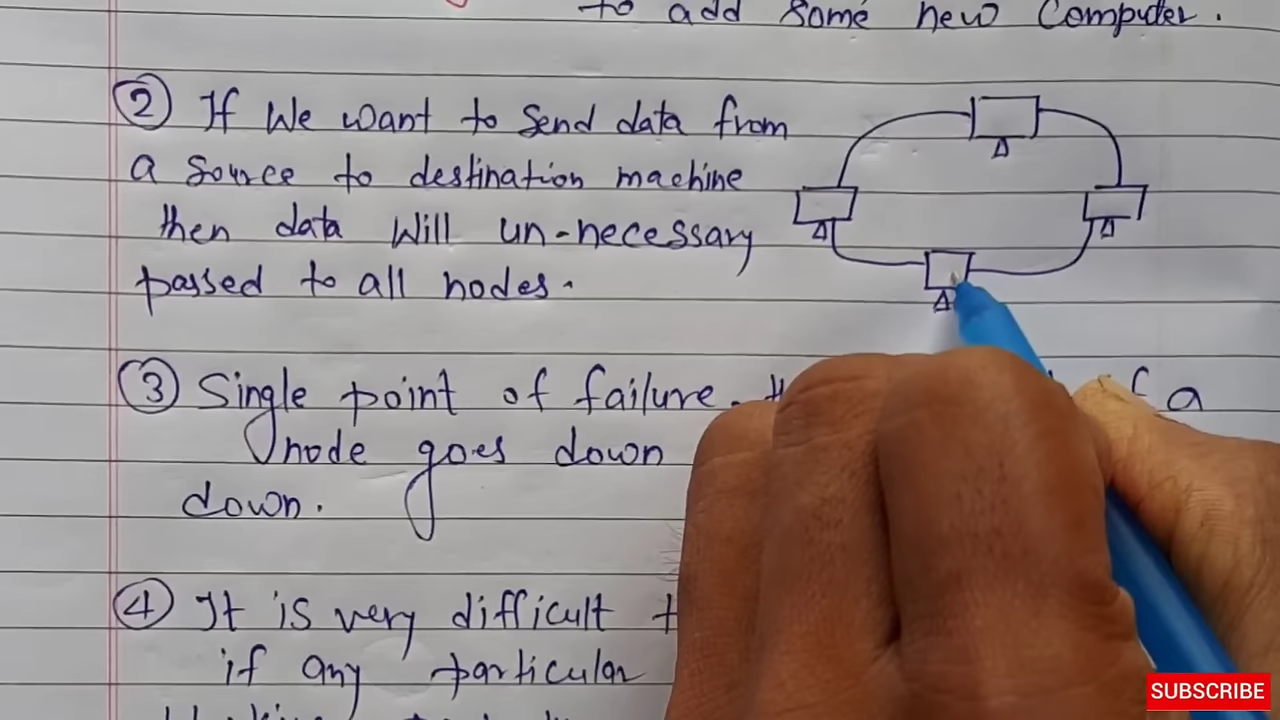 to add some new Computer.
② If We want to Send data from
a source to destination machine
then data Will un-necessary
passed to all nodes.
③ Single point of failure. a
node goes down
down.
④ It is very difficult
if any particular
SUBSCRIBE